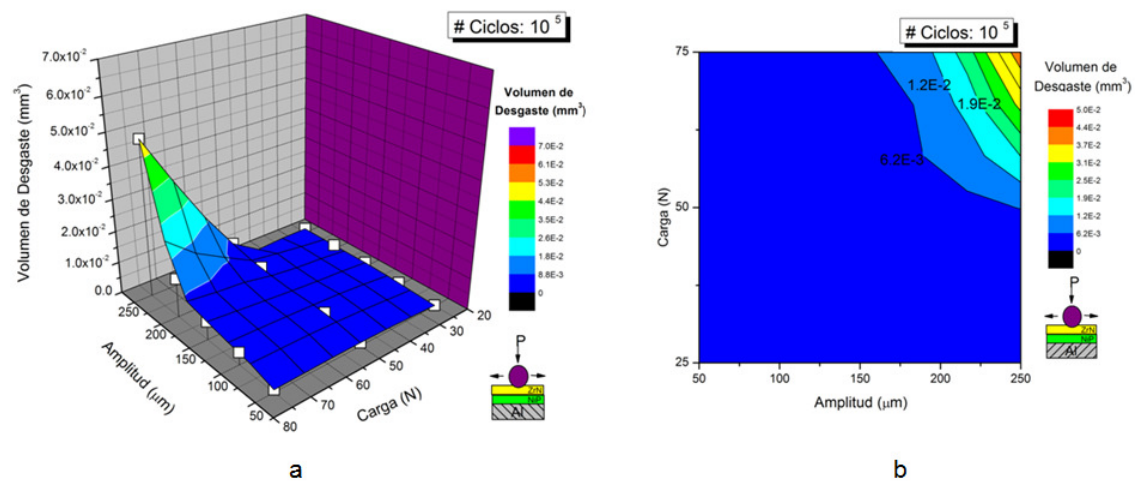 # Ciclos: 10 5
7.0x10-2
6.0x10-2
5.0x10-2
4.0x10-2
3.0x10-2
2.0x10-2
1.0x10-2
0.0
Volumen de Desgaste (mm3)
250
200
150
100
50
Amplitud (μm)
80
70
60
50
40
30
20
Carga (N)
Volumen de
Desgaste (mm3)
7.0E-2
6.1E-2
5.3E-2
4.4E-2
3.5E-2
2.6E-2
1.8E-2
8.8E-3
0
P
ZrN
NiP
Al
a
# Ciclos: 10 5
75
50
25
Carga (N)
1.2E-2
1.9E-2
6.2E-3
50
100
150
200
250
Amplitud (μm)
Volumen de
Desgaste (mm3)
5.0E-2
4.4E-2
3.7E-2
3.1E-2
2.5E-2
1.9E-2
1.2E-2
6.2E-3
0
P
ZrN
NiP
Al
b